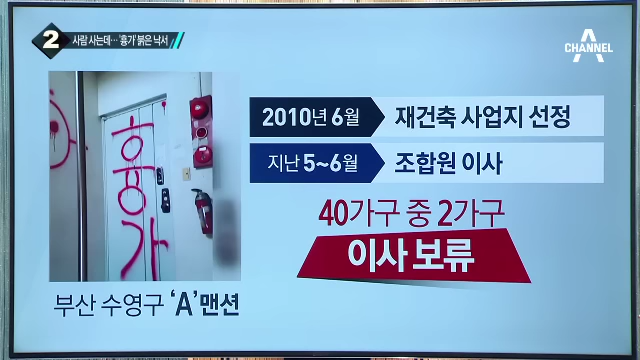 2 사람 사는데… ‘흉가’ 붉은 낙서
CHANNEL A
흉가
2010년 6월 재건축 사업지 선정
지난 5~6월 조합원 이사
40가구 중 2가구
이사 보류
부산 수영구 ‘A’맨션